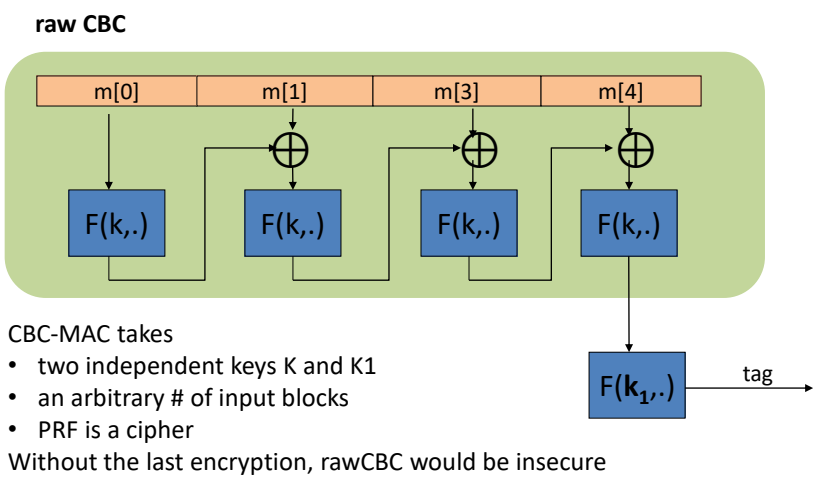 raw CBC
m[0] m[1] m[3] m[4]
F(k,.) F(k,.) F(k,.) F(k,.)
F(k₁,.) tag
CBC-MAC takes
• two independent keys K and K1
• an arbitrary # of input blocks
• PRF is a cipher
Without the last encryption, rawCBC would be insecure